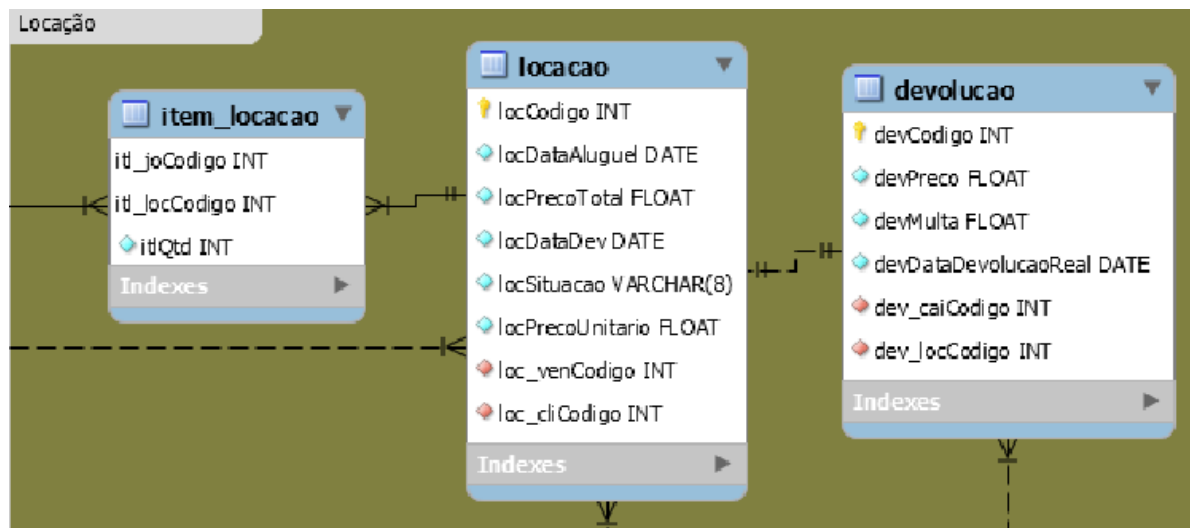 Locação
item_locacao
itl_joCodigo INT
itl_locCodigo INT
itlQtd INT
Indexes
locacao
locCodigo INT
locDataAluguel DATE
locPrecoTotal FLOAT
locDataDev DATE
locSituacao VARCHAR(8)
locPrecoUnitario FLOAT
loc_venCodigo INT
loc_cliCodigo INT
Indexes
devolucao
devCodigo INT
devPreco FLOAT
devMulta FLOAT
devDataDevolucaoReal DATE
dev_caiCodigo INT
dev_locCodigo INT
Indexes